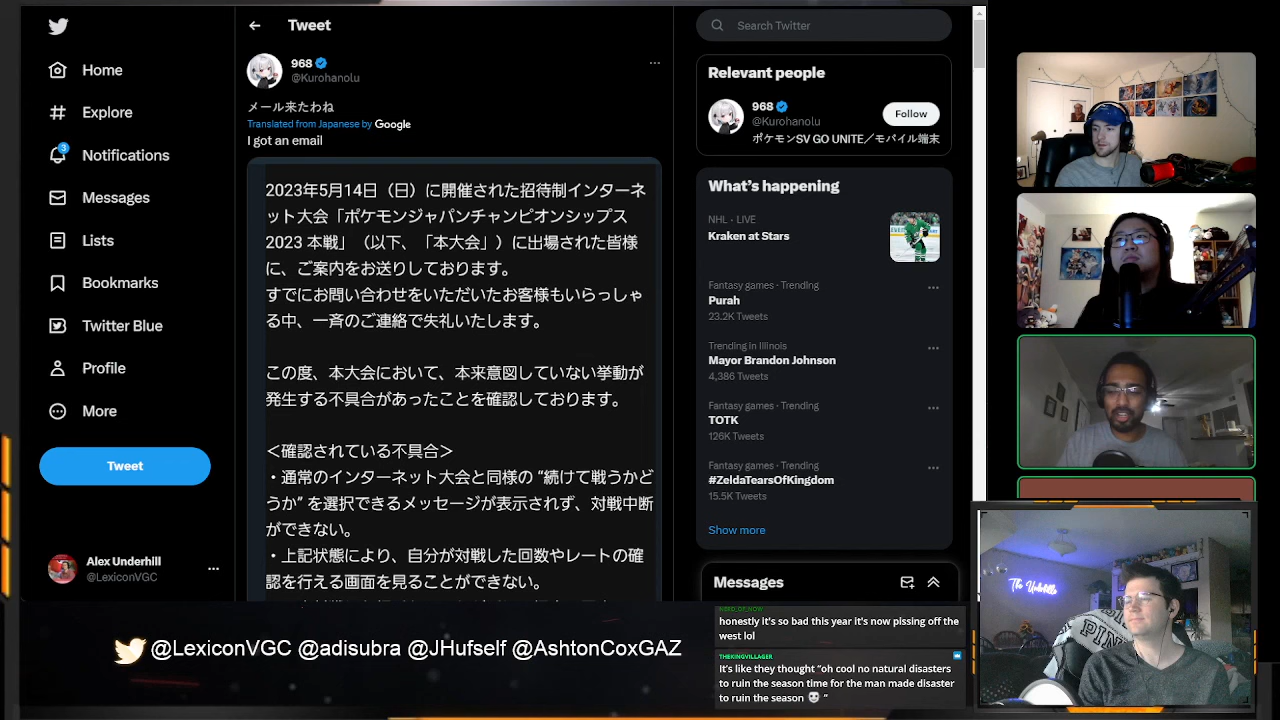 Home
Explore
3
Notifications
Messages
Lists
Bookmarks
Twitter Blue
Profile
More
Tweet
Alex Underhill
@LexiconVGC
Tweet
968
@Kurohanolu
メール来たわね
Translated from Japanese by Google
I got an email
2023年5月14日（日）に開催された招待制インターネ
ット大会「ポケモンジャパンチャンピオンシップス
2023 本戦」（以下、「本大会」）に出場された皆様
に、ご案内をお送りしております。
すでにお問い合わせをいただいたお客様もいらっしゃ
る中、一斉のご連絡で失礼いたします。
この度、本大会において、本来意図していない挙動が
発生する不具合があったことを確認しております。
＜確認されている不具合＞
・通常のインターネット大会と同様の “続けて戦うかど
うか” を選択できるメッセージが表示されず、対戦中断
ができない。
・上記状態により、自分が対戦した回数やレートの確
認を行える画面を見ることができない。
Search Twitter
Relevant people
968
@Kurohanolu
Follow
ポケモンSV GO UNITE／モバイル端末
What's happening
NHL · LIVE
Kraken at Stars
Fantasy games · Trending
Purah
23.2K Tweets
Trending in Illinois
Mayor Brandon Johnson
4,386 Tweets
Fantasy games · Trending
TOTK
126K Tweets
Fantasy games · Trending
#ZeldaTearsOfKingdom
15.5K Tweets
Show more
Messages
@LexiconVGC @adisubra @JHufself @AshtonCoxGAZ
honestly it's so bad this year it's now pissing off the
west lol
THEKINGVILLAGER
It's like they thought “oh cool no natural disasters
to ruin the season time for the man made disaster
to ruin the season 💀 ”
The Underhills
PIN